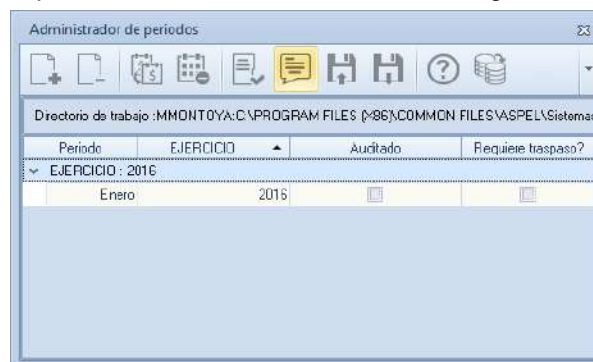 Administrador de periodos
Directorio de trabajo :MMONTOYA:C:\PROGRAM FILES (X86)\COMMON FILES\ASPEL\Sistemas
Periodo EJERCICIO Auditado Requiere traspaso?
EJERCICIO : 2016
Enero 2016